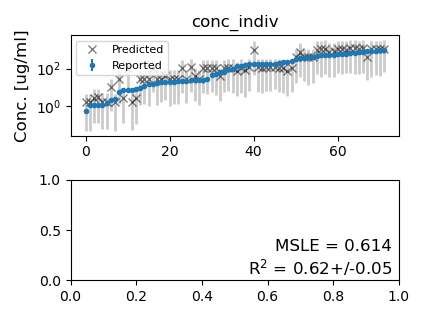 conc_indiv
Conc. [ug/ml]
10^2
10^0
Predicted
Reported
0 20 40 60
1.0
0.5
0.0
MSLE = 0.614
R^2 = 0.62+/-0.05
0.0 0.2 0.4 0.6 0.8 1.0